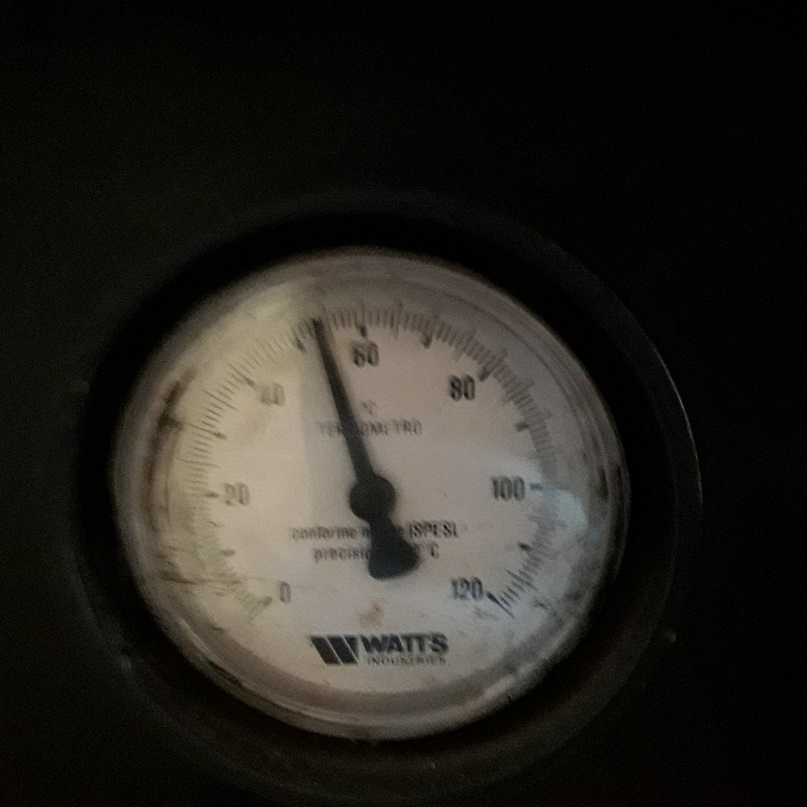 60
40
80
°C
20
100
conforme
ISPESL
°C
0
120
WATTS
INDUSTRIES